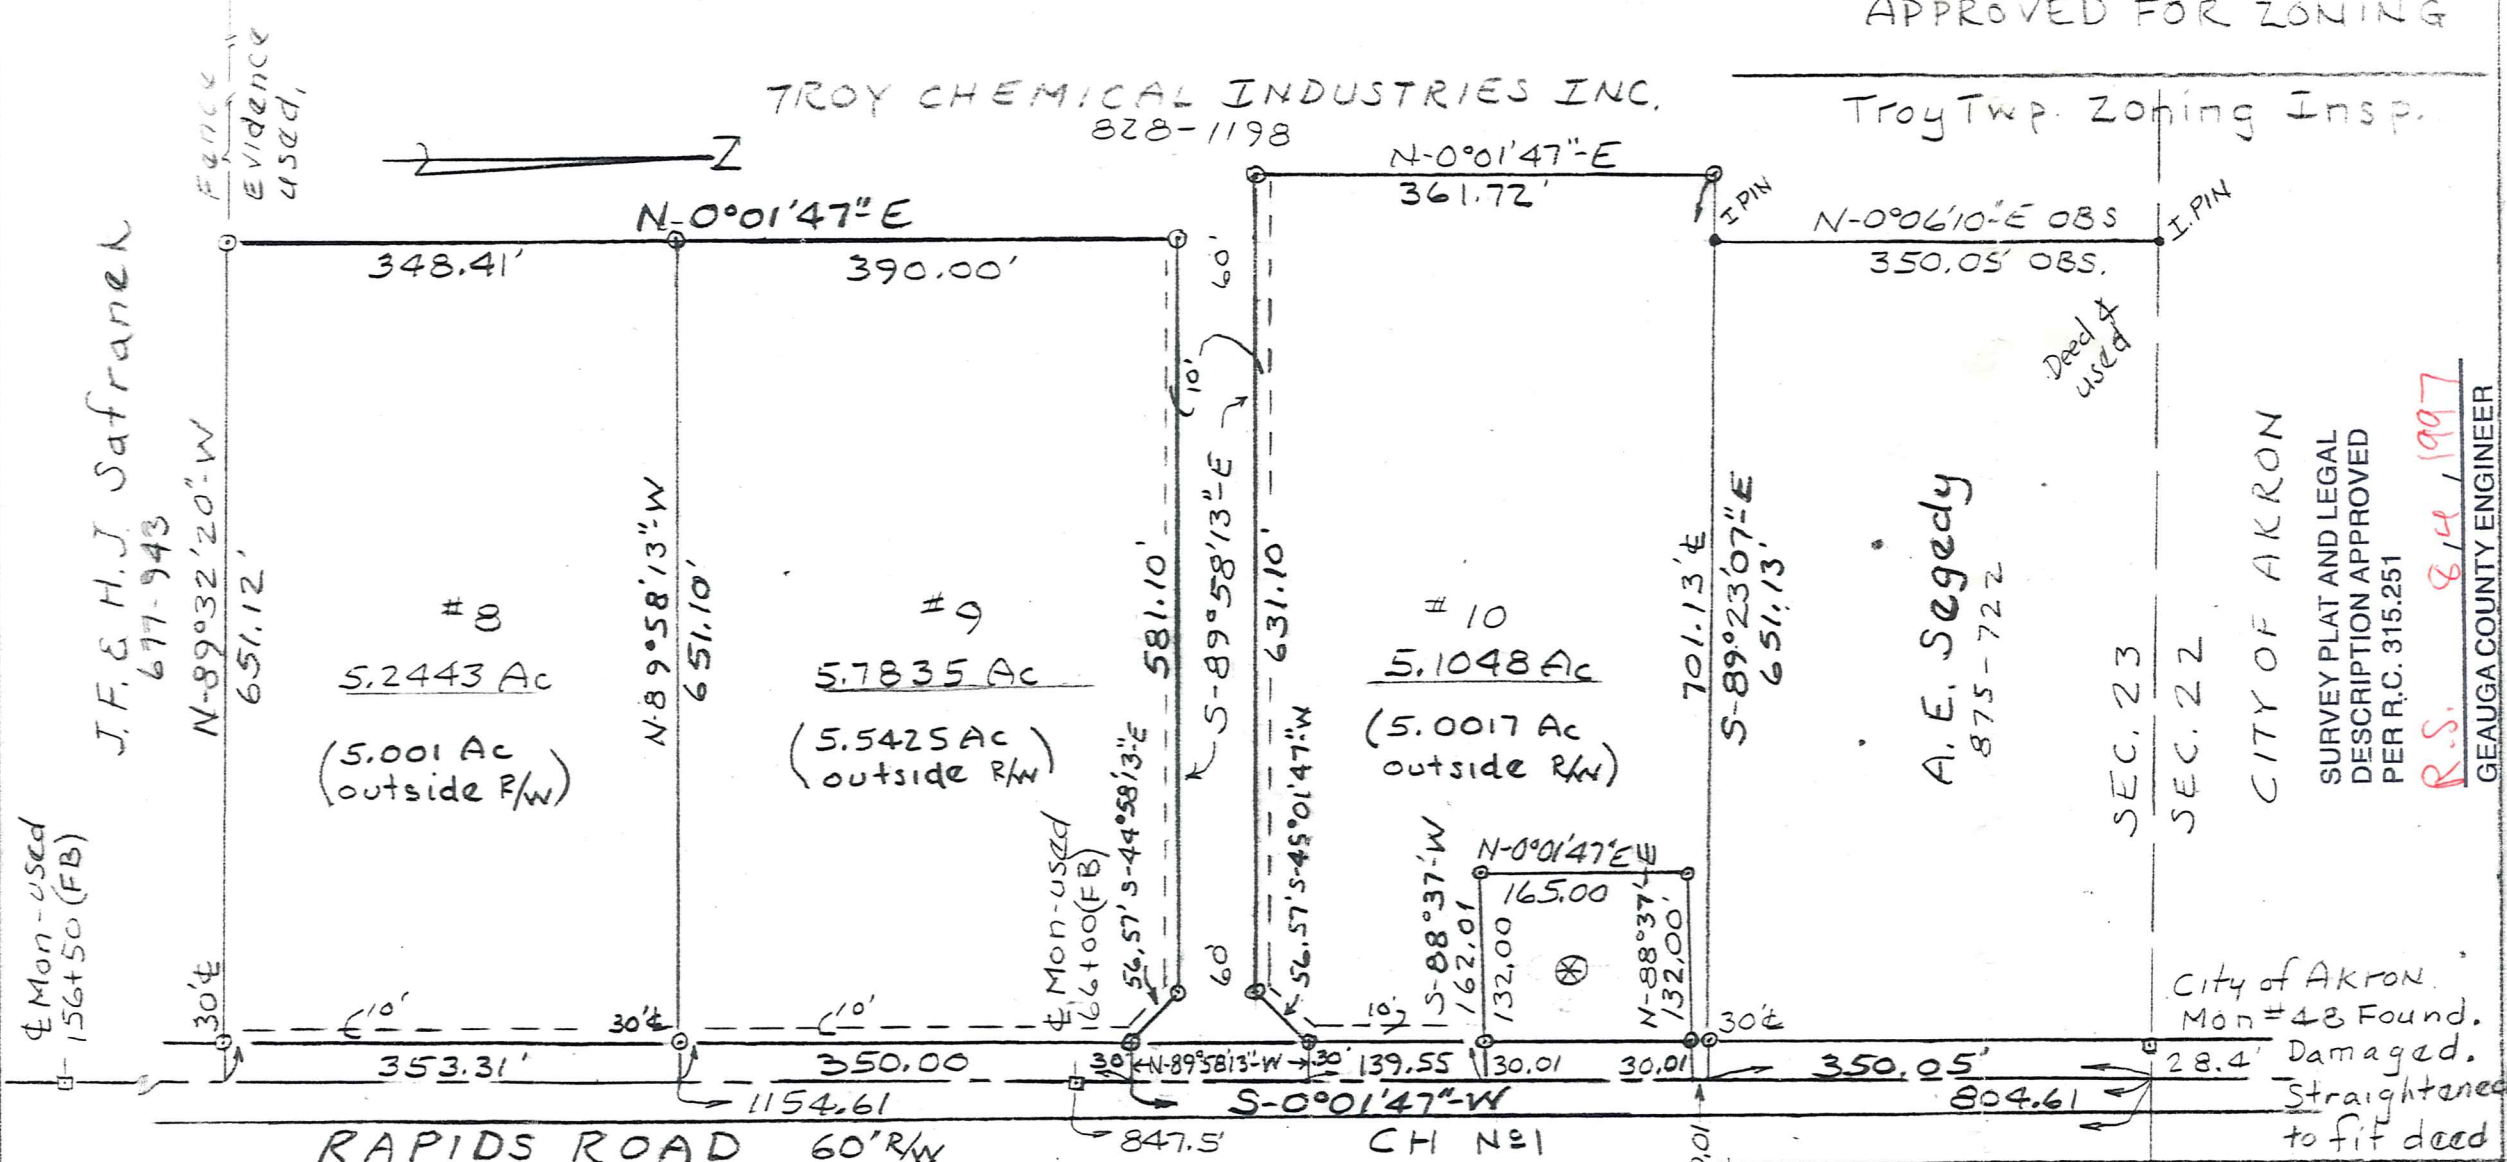 APPROVED FOR ZONING
Troy Twp. Zoning Insp.
TROY CHEMICAL INDUSTRIES INC.
828-1198
Fence
Evidence
used,
Z
N-0°01'47"-E
348.41'
390.00'
N-0°01'47"-E
361.72'
I.PIN
N-0°06'10"-E OBS
350.05' OBS.
I.PIN
60'
10'
Deed &
used
J.F. & H.J. Safranek
677-943
N-89°32'20"-W
651.12'
#8
5.2443 Ac
(5.001 Ac
outside R/W)
N-89°58'13"-W
651.10'
#9
5.7835 Ac
(5.5425 Ac
outside R/W)
581.10'
S-89°58'13"-E
631.10'
#10
5.1048 Ac
(5.0017 Ac
outside R/W)
701.13' ℄
S-89°23'07"-E
651.13'
A.E. Segedy
875-722
SEC. 23
SEC. 22
CITY OF AKRON
SURVEY PLAT AND LEGAL
DESCRIPTION APPROVED
PER R.C. 315.251
R.S. 8/4/1997
GEAUGA COUNTY ENGINEER
℄ Mon-used
156+50 (FB)
30'℄
10'
30'℄
10'
℄ Mon-used
166+00 (FB)
56.57' S-44°58'13"-E
60'
56.57' S-45°01'47"-W
10'
S-88°37'-W
162.01
132.00
N-0°01'47"E E
165.00
N-88°37'-E
132.00'
30'℄
353.31'
350.00
30'
N-89°58'13"-W
30'
139.55
30.01
30.01
350.05'
28.4'
City of Akron
Mon #48 Found.
Damaged.
Straightened
to fit deed
1154.61
S-0°01'47"-W
804.61
RAPIDS ROAD 60' R/W
847.5'
CH No1